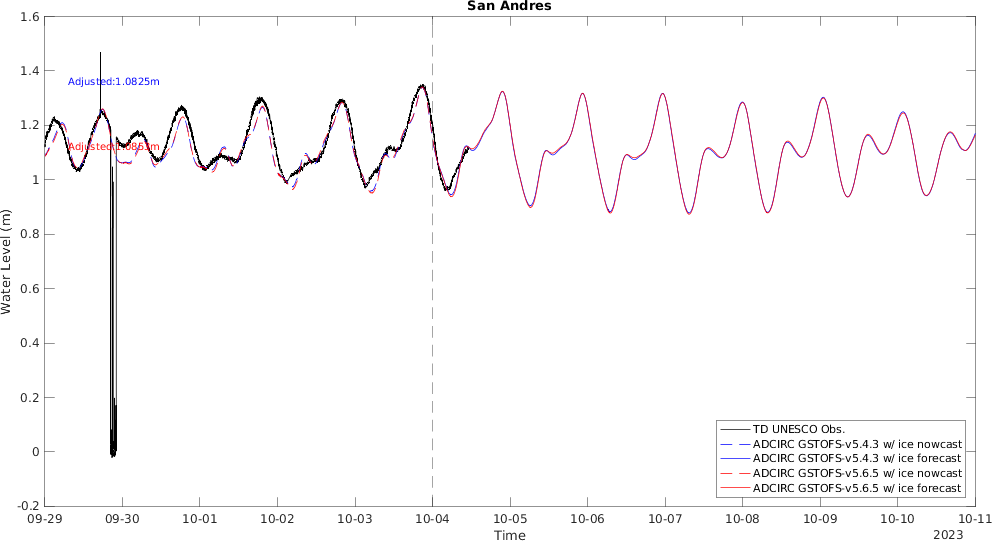 San Andres
1.6
1.4
1.2
1
0.8
0.6
0.4
0.2
0
-0.2
Water Level (m)
Adjusted:1.0825m
Adjusted:1.0853m
TD UNESCO Obs.
ADCIRC GSTOFS-v5.4.3 w/ ice nowcast
ADCIRC GSTOFS-v5.4.3 w/ ice forecast
ADCIRC GSTOFS-v5.6.5 w/ ice nowcast
ADCIRC GSTOFS-v5.6.5 w/ ice forecast
09-29 09-30 10-01 10-02 10-03 10-04 10-05 10-06 10-07 10-08 10-09 10-10 10-11
Time
2023